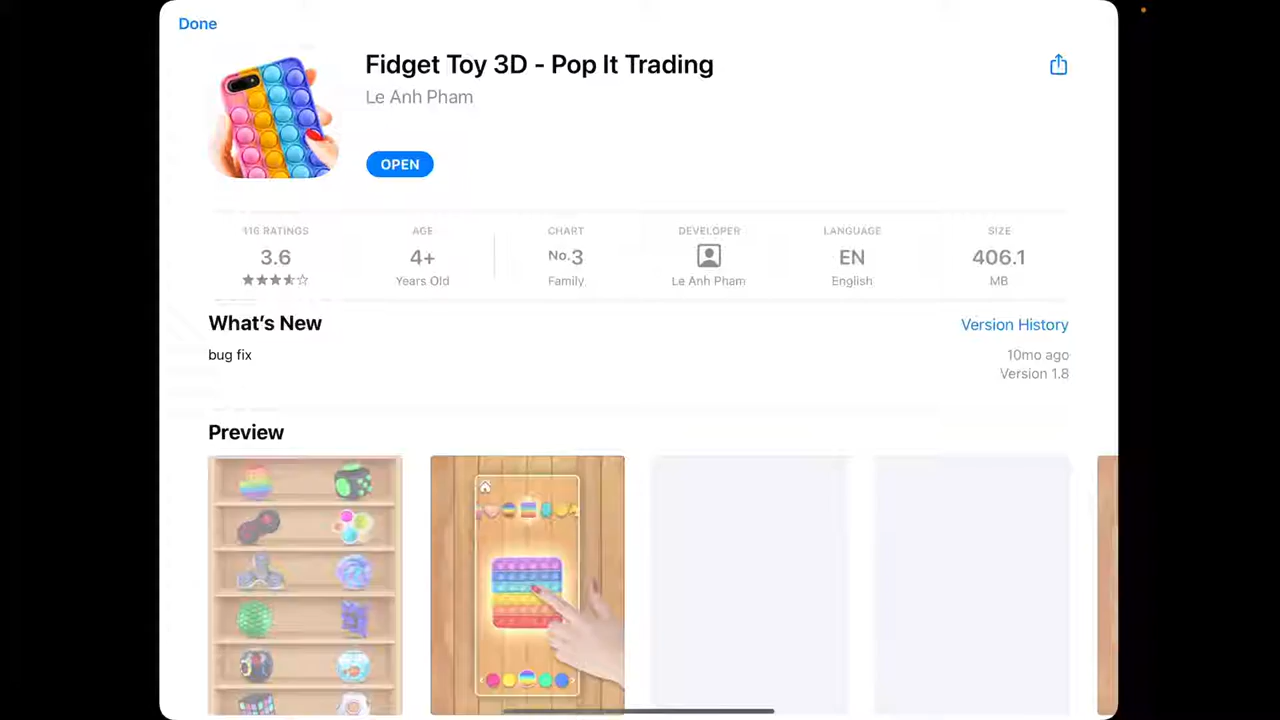 Done
Fidget Toy 3D - Pop It Trading
Le Anh Pham
OPEN
116 RATINGS
3.6
AGE
4+
Years Old
CHART
No.3
Family
DEVELOPER
Le Anh Pham
LANGUAGE
EN
English
SIZE
406.1
MB
What's New
Version History
bug fix
10mo ago
Version 1.8
Preview